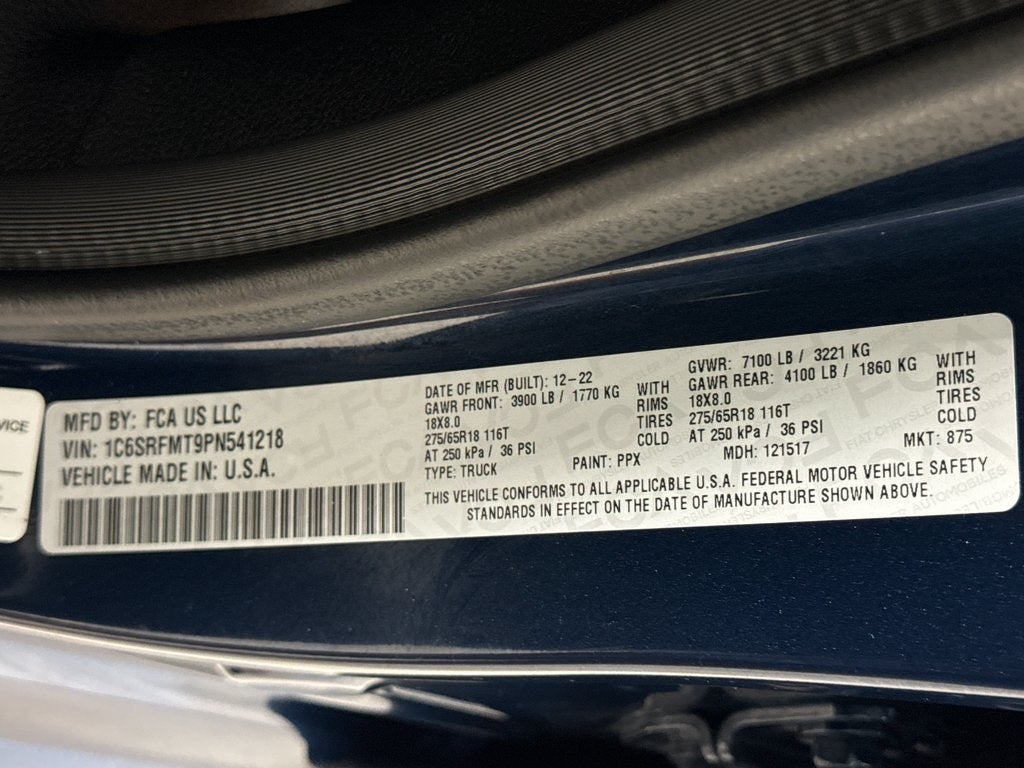 VICE
MFD BY: FCA US LLC
VIN: 1C6SRFMT9PN541218
VEHICLE MADE IN: U.S.A.
DATE OF MFR (BUILT): 12-22
GAWR FRONT: 3900 LB / 1770 KG WITH
18X8.0 RIMS
275/65R18 116T TIRES
AT 250 kPa / 36 PSI COLD
TYPE: TRUCK PAINT: PPX
GVWR: 7100 LB / 3221 KG
GAWR REAR: 4100 LB / 1860 KG WITH
18X8.0 RIMS
275/65R18 116T TIRES
AT 250 kPa / 36 PSI COLD
MDH: 121517 MKT: 875
THIS VEHICLE CONFORMS TO ALL APPLICABLE U.S.A. FEDERAL MOTOR VEHICLE SAFETY
STANDARDS IN EFFECT ON THE DATE OF MANUFACTURE SHOWN ABOVE.